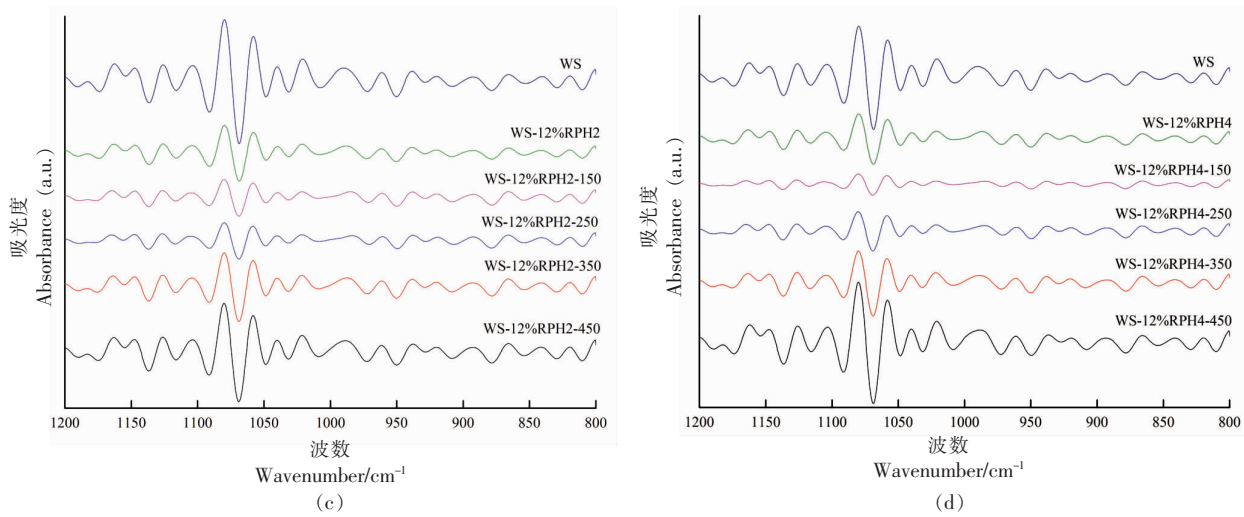 WS
WS-12%RPH2
WS-12%RPH2-150
WS-12%RPH2-250
WS-12%RPH2-350
WS-12%RPH2-450
吸光度
Absorbance (a.u.)
1200 1150 1100 1050 1000 950 900 850 800
波数
Wavenumber/cm⁻¹
(c)
WS
WS-12%RPH4
WS-12%RPH4-150
WS-12%RPH4-250
WS-12%RPH4-350
WS-12%RPH4-450
吸光度
Absorbance (a.u.)
1200 1150 1100 1050 1000 950 900 850 800
波数
Wavenumber/cm⁻¹
(d)